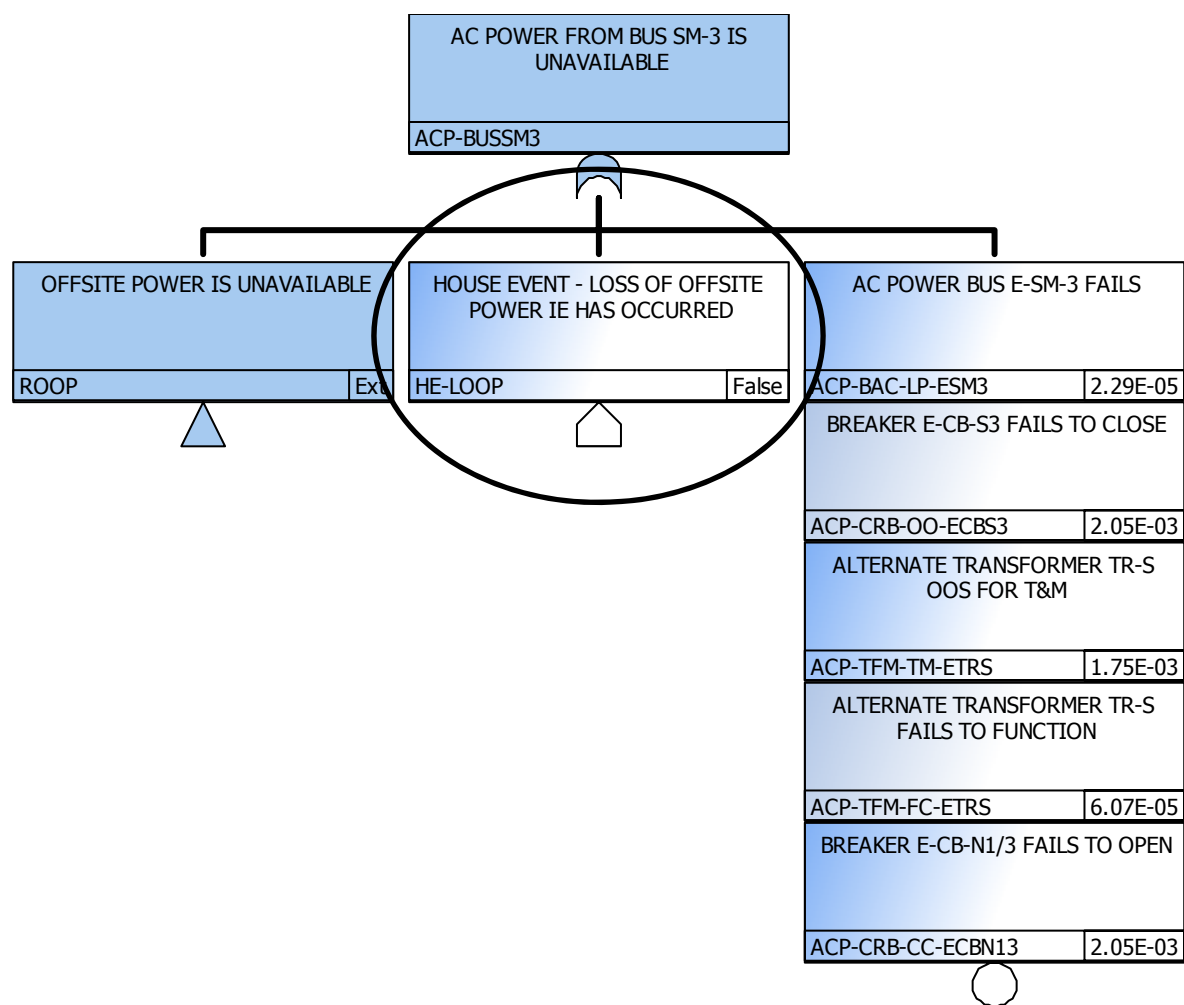 AC POWER FROM BUS SM-3 IS
UNAVAILABLE
ACP-BUSSM3
OFFSITE POWER IS UNAVAILABLE
ROOP
Ext
HOUSE EVENT - LOSS OF OFFSITE
POWER IE HAS OCCURRED
HE-LOOP
False
AC POWER BUS E-SM-3 FAILS
ACP-BAC-LP-ESM3
2.29E-05
BREAKER E-CB-S3 FAILS TO CLOSE
ACP-CRB-OO-ECBS3
2.05E-03
ALTERNATE TRANSFORMER TR-S
OOS FOR T&M
ACP-TFM-TM-ETRS
1.75E-03
ALTERNATE TRANSFORMER TR-S
FAILS TO FUNCTION
ACP-TFM-FC-ETRS
6.07E-05
BREAKER E-CB-N1/3 FAILS TO OPEN
ACP-CRB-CC-ECBN13
2.05E-03